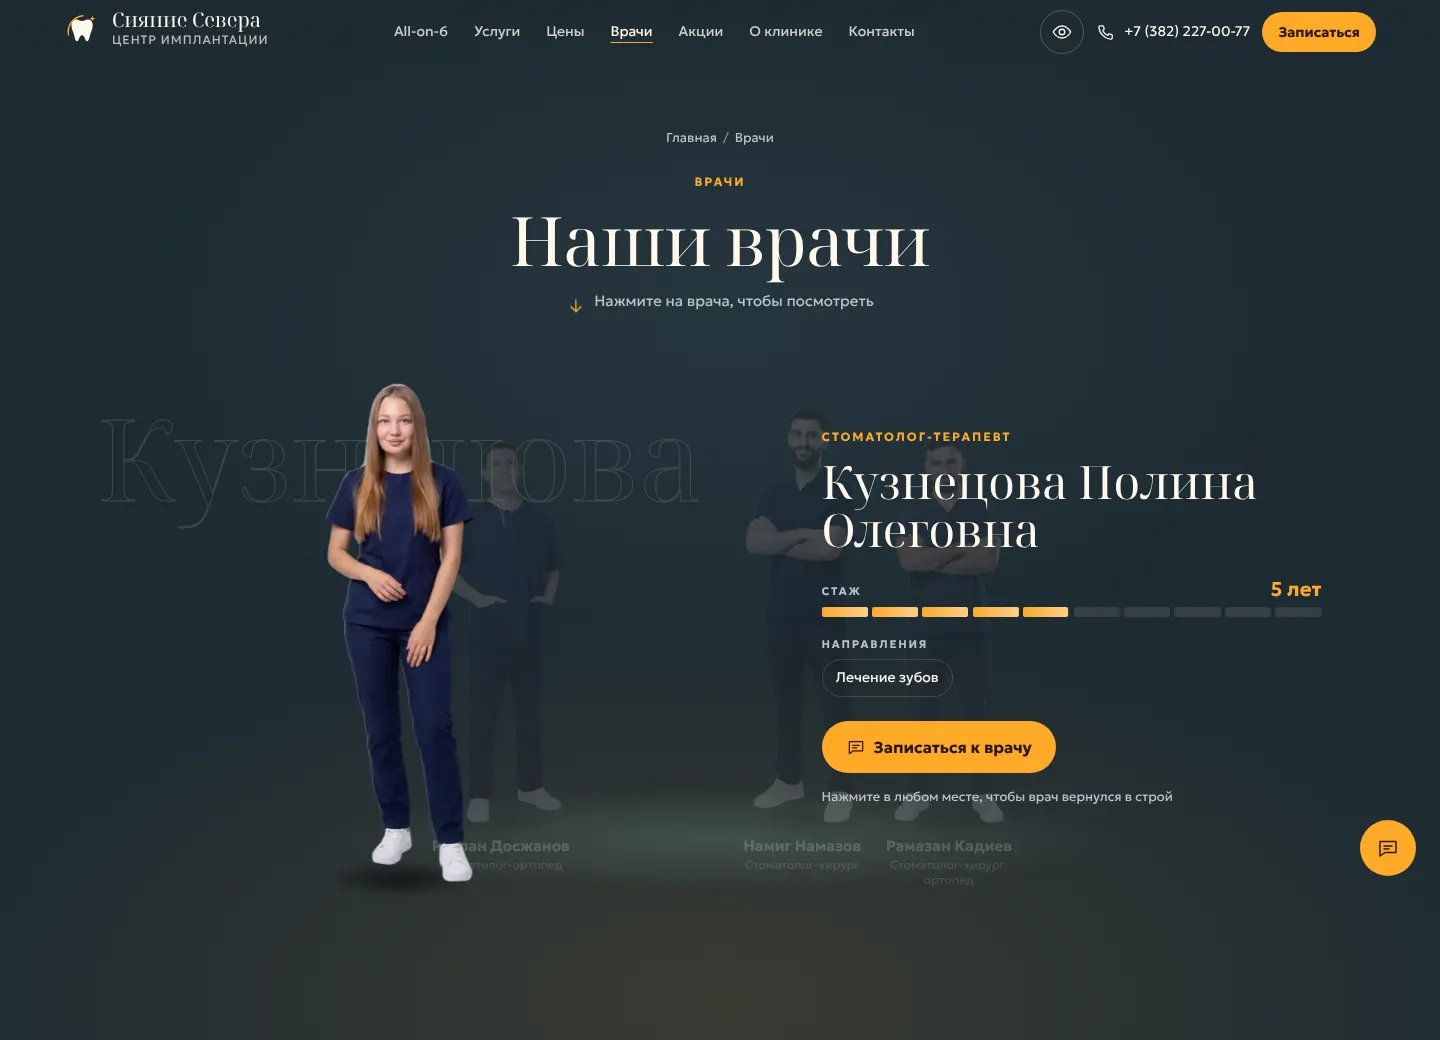 Сияние Севера
ЦЕНТР ИМПЛАНТАЦИИ
All-on-6
Услуги
Цены
Врачи
Акции
О клинике
Контакты
+7 (382) 227-00-77
Записаться
Главная / Врачи
ВРАЧИ
Наши врачи
Нажмите на врача, чтобы посмотреть
СТОМАТОЛОГ-ТЕРАПЕВТ
Кузнецова Полина
Олеговна
СТАЖ
5 лет
НАПРАВЛЕНИЯ
Лечение зубов
Записаться к врачу
Нажмите в любом месте, чтобы врач вернулся в строй
Досжанов
Намиг Намазов
Стоматолог-хирург
Рамазан Кадиев
Стоматолог-хирург,
ортопед